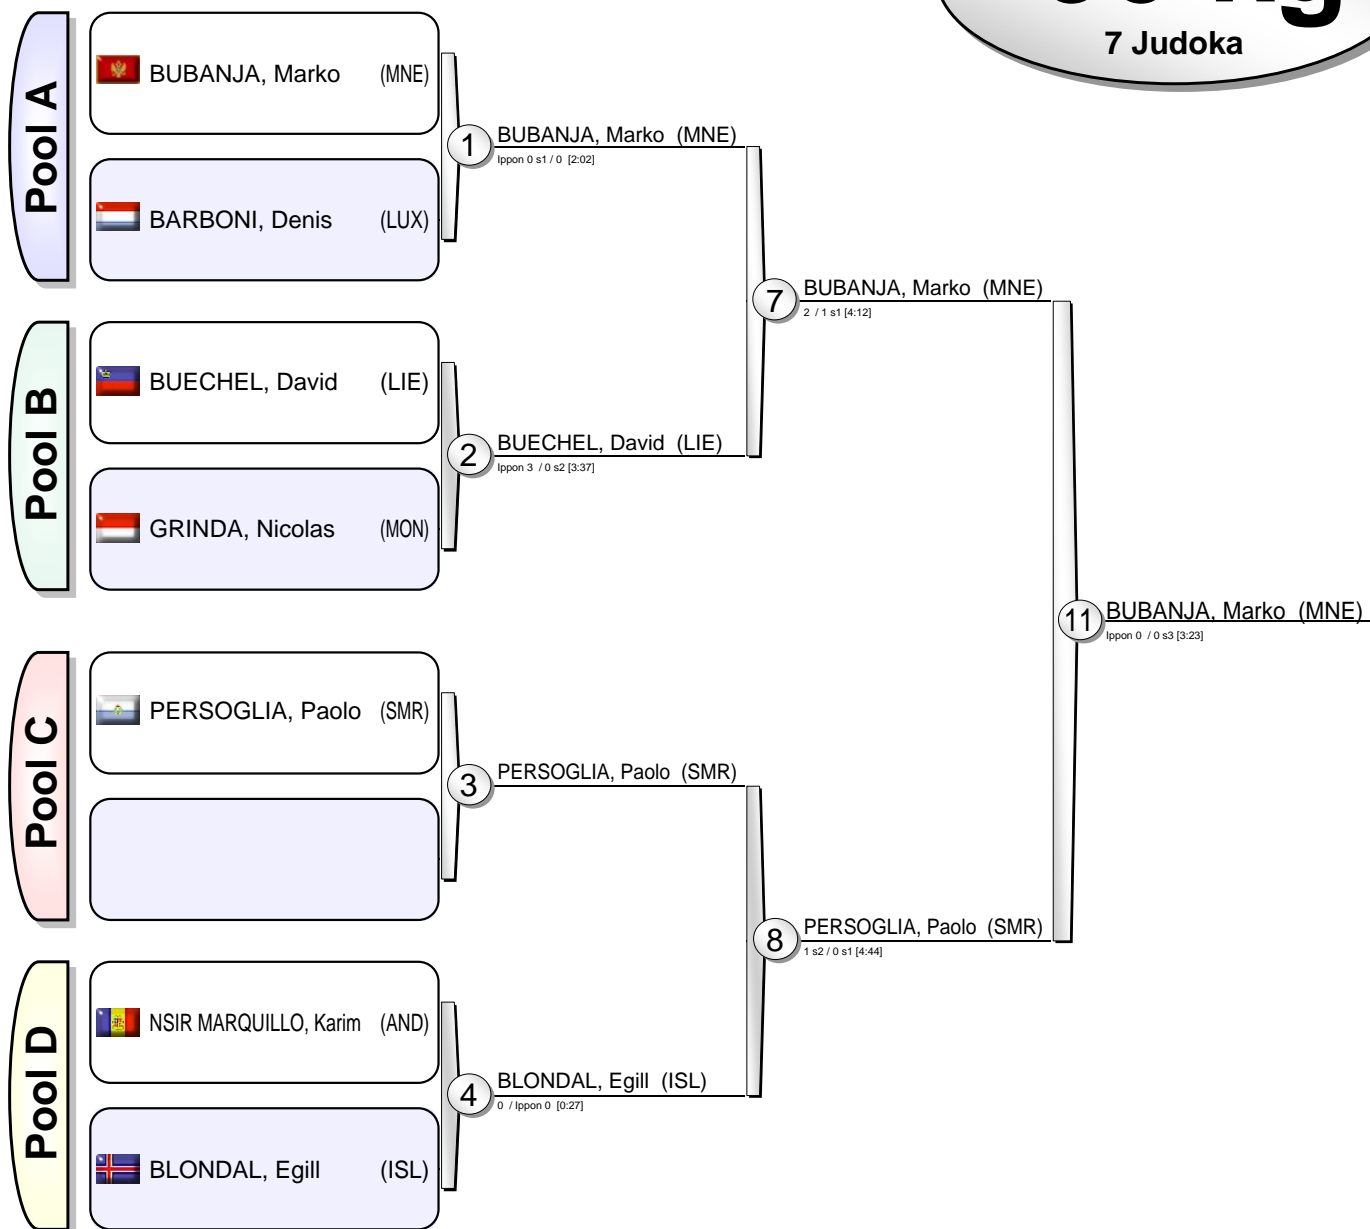 7 Judoka
Pool A
BUBANJA, Marko (MNE)
BARBONI, Denis (LUX)
1
BUBANJA, Marko (MNE)
Ippon 0 s1 / 0 [2:02]
7
BUBANJA, Marko (MNE)
2 / 1 s1 [4:12]
Pool B
BUECHEL, David (LIE)
GRINDA, Nicolas (MON)
2
BUECHEL, David (LIE)
Ippon 3 / 0 s2 [3:37]
11
BUBANJA, Marko (MNE)
Ippon 0 / 0 s3 [3:23]
Pool C
PERSOGLIA, Paolo (SMR)
3
PERSOGLIA, Paolo (SMR)
8
PERSOGLIA, Paolo (SMR)
1 s2 / 0 s1 [4:44]
Pool D
NSIR MARQUILLO, Karim (AND)
BLONDAL, Egill (ISL)
4
BLONDAL, Egill (ISL)
0 / Ippon 0 [0:27]